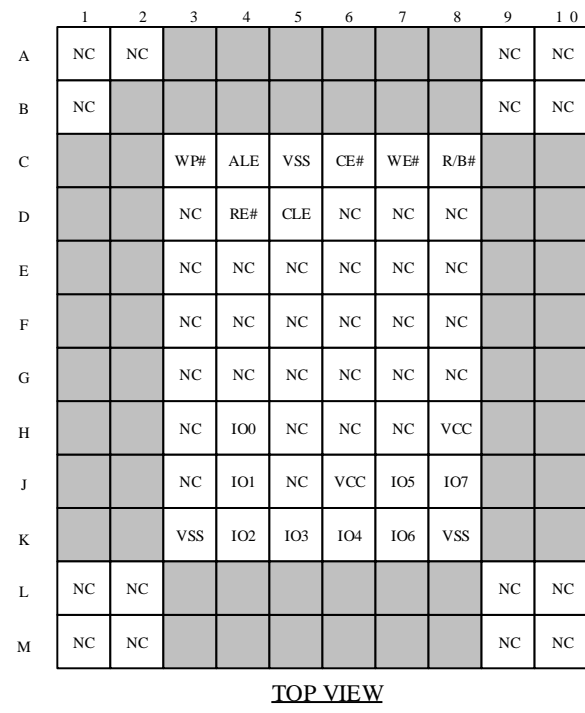 1 2 3 4 5 6 7 8 9 1 0
A NC NC NC NC
B NC NC NC
C WP# ALE VSS CE# WE# R/B#
D NC RE# CLE NC NC NC
E NC NC NC NC NC NC
F NC NC NC NC NC NC
G NC NC NC NC NC NC
H NC IO0 NC NC NC VCC
J NC IO1 NC VCC IO5 IO7
K VSS IO2 IO3 IO4 IO6 VSS
L NC NC NC NC
M NC NC NC NC
TOP VIEW